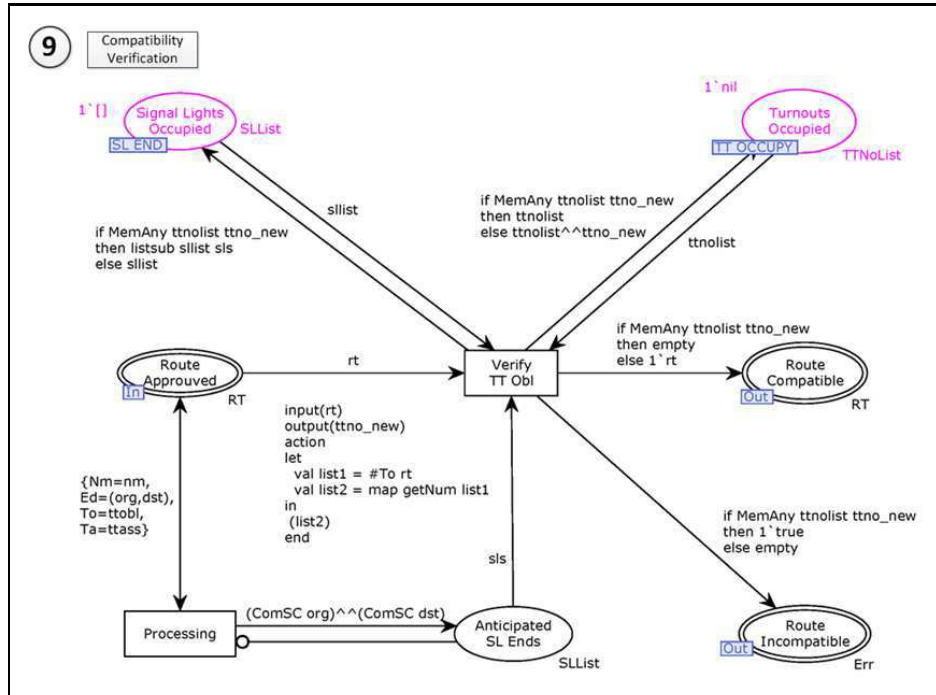 9
Compatibility
Verification
1`[]
Signal Lights
Occupied
SL END
SLList
1`nil
Turnouts
Occupied
TT OCCUPY
TTNoList
sllist
if MemAny ttnolist ttno_new
then listsub sllist sls
else sllist
if MemAny ttnolist ttno_new
then ttnolist
else ttnolist^^ttno_new
ttnolist
Route
Approuved
In
RT
rt
Verify
TT Obl
if MemAny ttnolist ttno_new
then empty
else 1`rt
Route
Compatible
Out
RT
input(rt)
output(ttno_new)
action
let
val list1 = #To rt
val list2 = map getNum list1
in
(list2)
end
{Nm=nm,
Ed=(org,dst),
To=ttobl,
Ta=ttass}
sls
if MemAny ttnolist ttno_new
then 1`true
else empty
Processing
(ComSC org)^^(ComSC dst)
Anticipated
SL Ends
SLList
Route
Incompatible
Out
Err